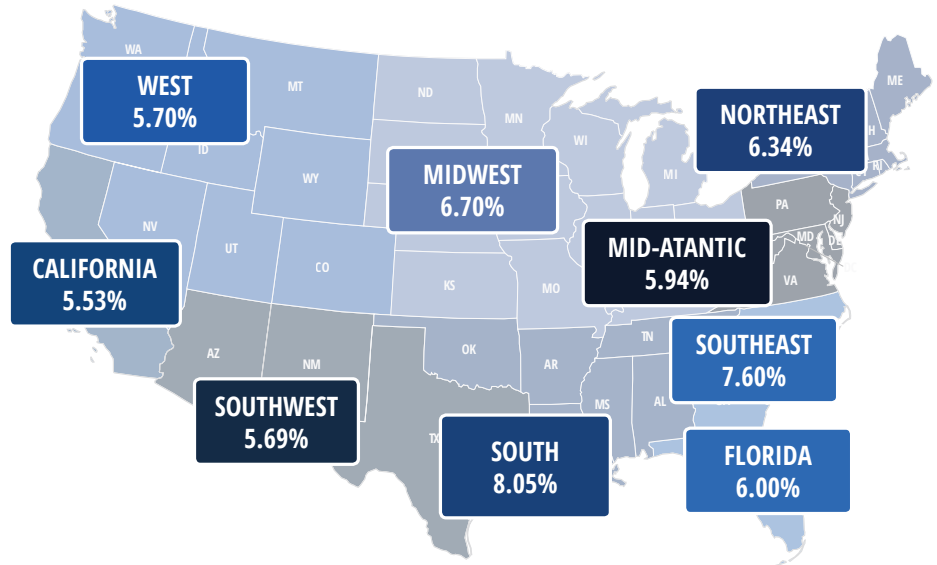 WA
MT
ND
MN
ME
WEST
5.70%
NORTHEAST
6.34%
H
WI
ID
MI
RI
WY
MIDWEST
6.70%
PA
NJ
MD
DE
NV
UT
CO
KS
MO
MID-ATANTIC
5.94%
VA
CALIFORNIA
5.53%
AZ
NM
OK
AR
TN
SOUTHEAST
7.60%
MS
AL
SOUTHWEST
5.69%
TX
SOUTH
8.05%
FLORIDA
6.00%